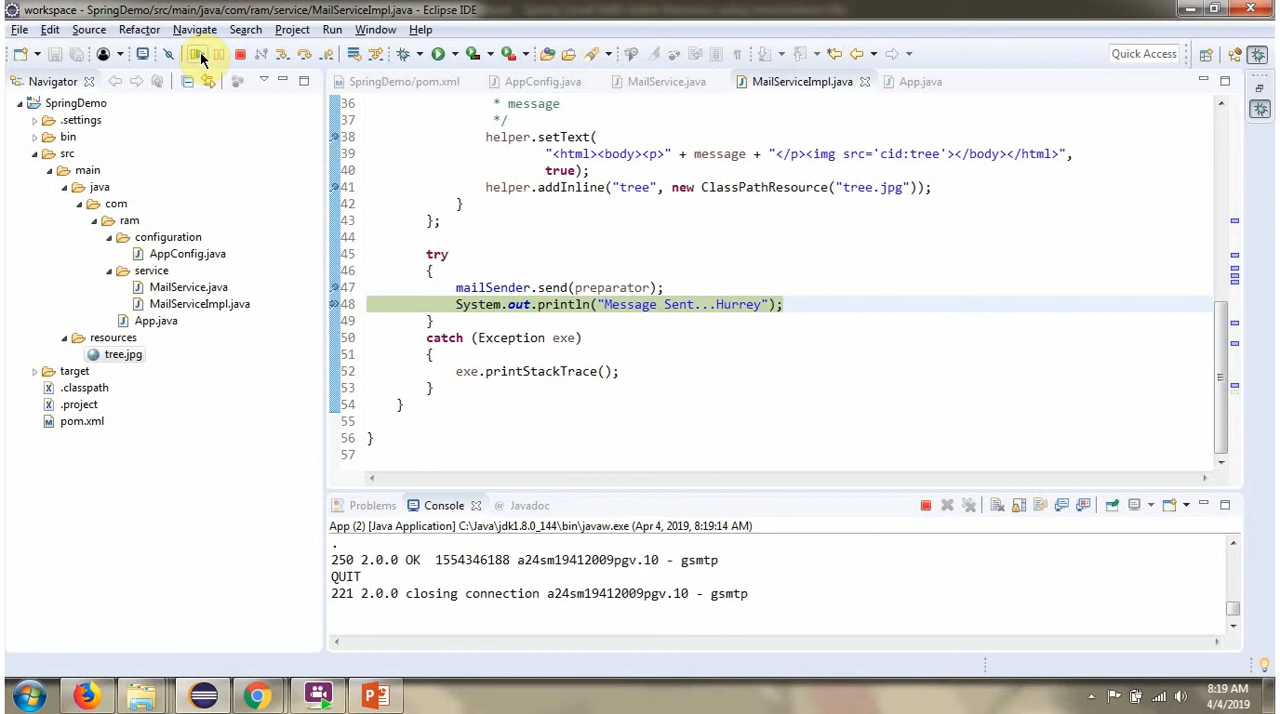 workspace - SpringDemo/src/main/java/com/ram/service/MailServiceImpl.java - Eclipse IDE
File Edit Source Refactor Navigate Search Project Run Window Help
Quick Access
Navigator
SpringDemo/pom.xml AppConfig.java MailService.java MailServiceImpl.java App.java
SpringDemo
.settings
bin
src
main
java
com
ram
configuration
AppConfig.java
service
MailService.java
MailServiceImpl.java
App.java
resources
tree.jpg
target
.classpath
.project
pom.xml
36 * message
37 */
38 helper.setText(
39 "<html><body><p>" + message + "</p><img src='cid:tree'></body></html>",
40 true);
41 helper.addInline("tree", new ClassPathResource("tree.jpg"));
42 }
43 };
44
45 try
46 {
47 mailSender.send(preparator);
48 System.out.println("Message Sent...Hurrey");
49 }
50 catch (Exception exe)
51 {
52 exe.printStackTrace();
53 }
54 }
55
56 }
57
Problems Console Javadoc
App (2) [Java Application] C:\Java\jdk1.8.0_144\bin\javaw.exe (Apr 4, 2019, 8:19:14 AM)
.
250 2.0.0 OK  1554346188 a24sm19412009pgv.10 - gsmtp
QUIT
221 2.0.0 closing connection a24sm19412009pgv.10 - gsmtp
8:19 AM
4/4/2019